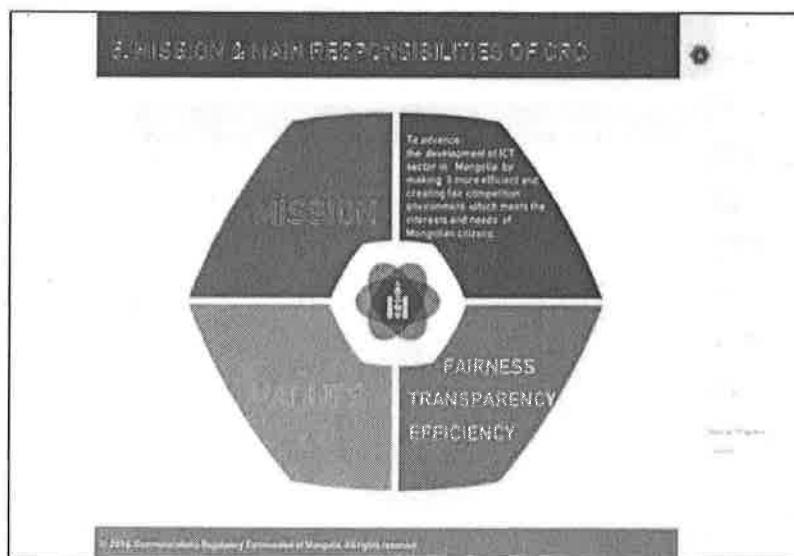 MISSION & MAIN RESPONSIBILITIES OF CRC
MISSION
To advance
the development of ICT
sector in Mongolia by
making more efficient and
creating fair competition
environment which meets the
interests and needs of
Mongolian citizens.
VALUES
FAIRNESS
TRANSPARENCY
EFFICIENCY
© 2016 Communications Regulatory Commission of Mongolia. All rights reserved